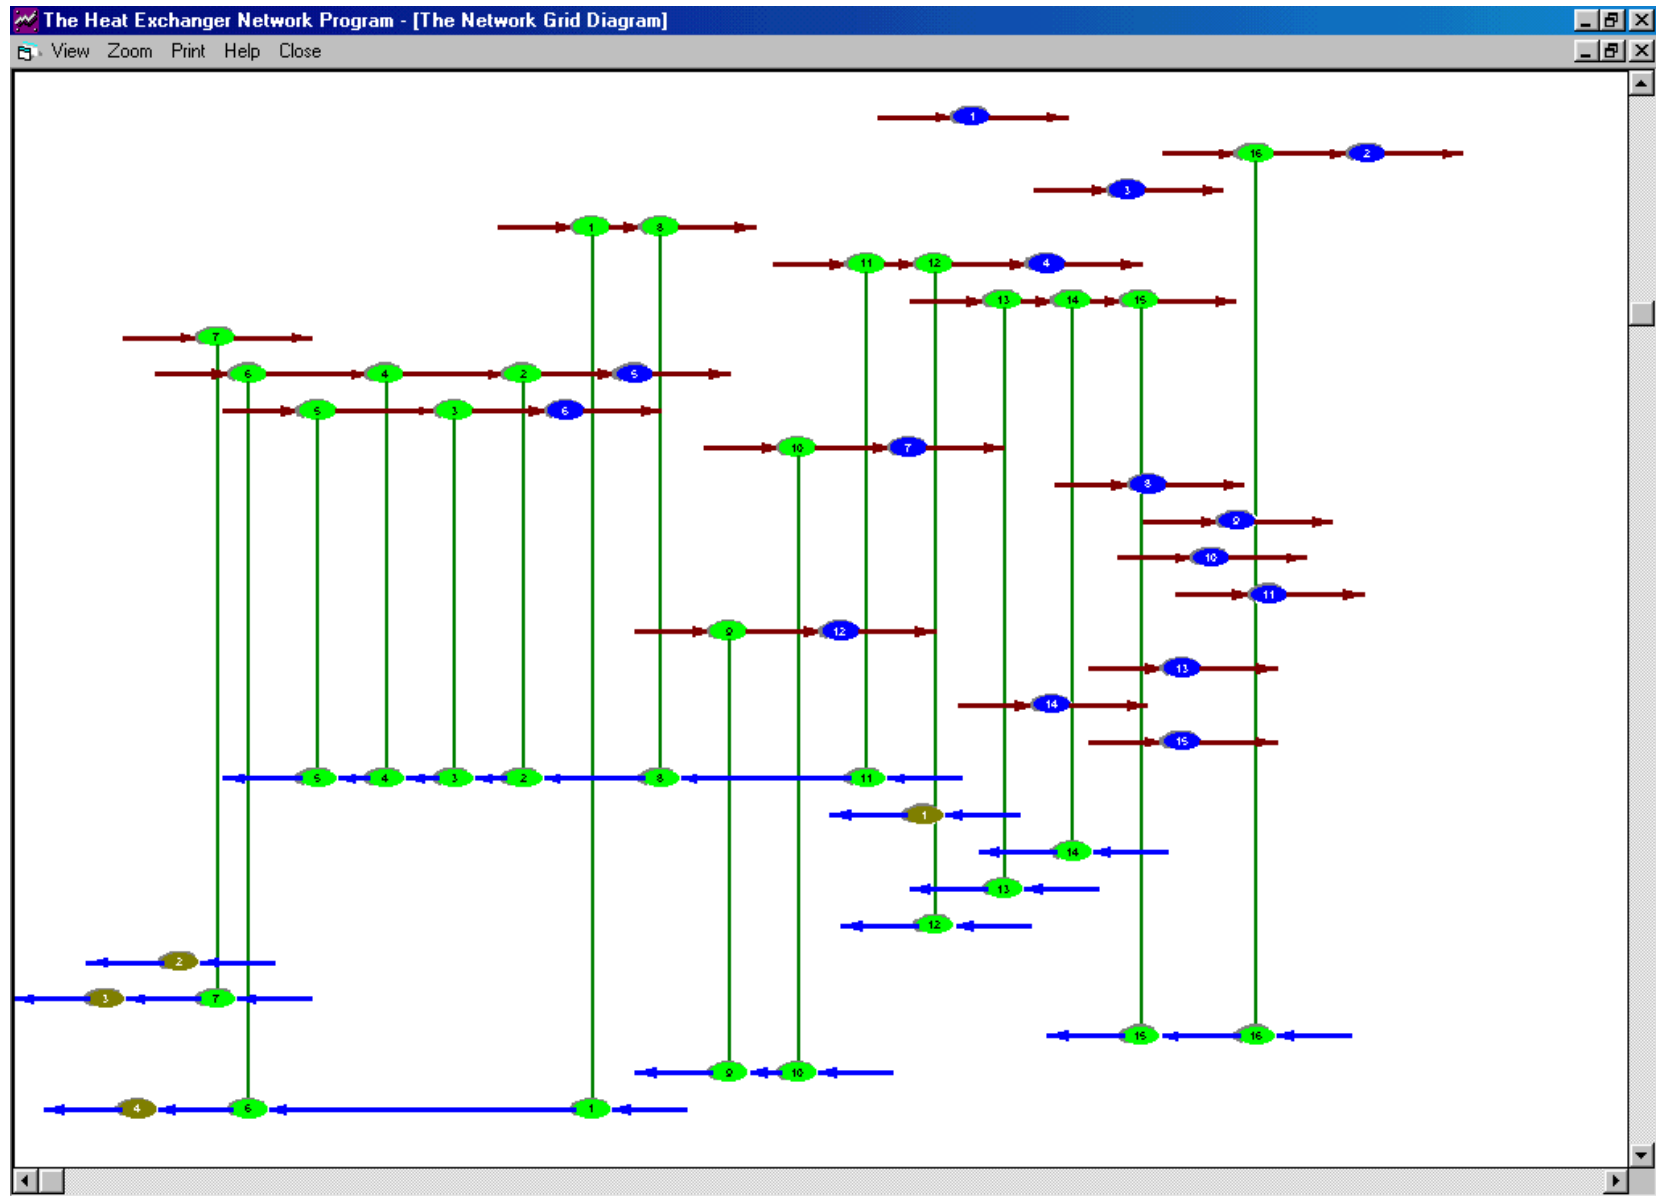 The Heat Exchanger Network Program - [The Network Grid Diagram]
View Zoom Print Help Close
1
16 2
3
1 8
11 12 4
13 14 15
7
6 4 2 5
5 3 6
10 7
8
9
10
11
9 12
13
14
15
5 4 3 2 8 11
1
14
13
12
2
3 7
15 16
9 10
4 6 1